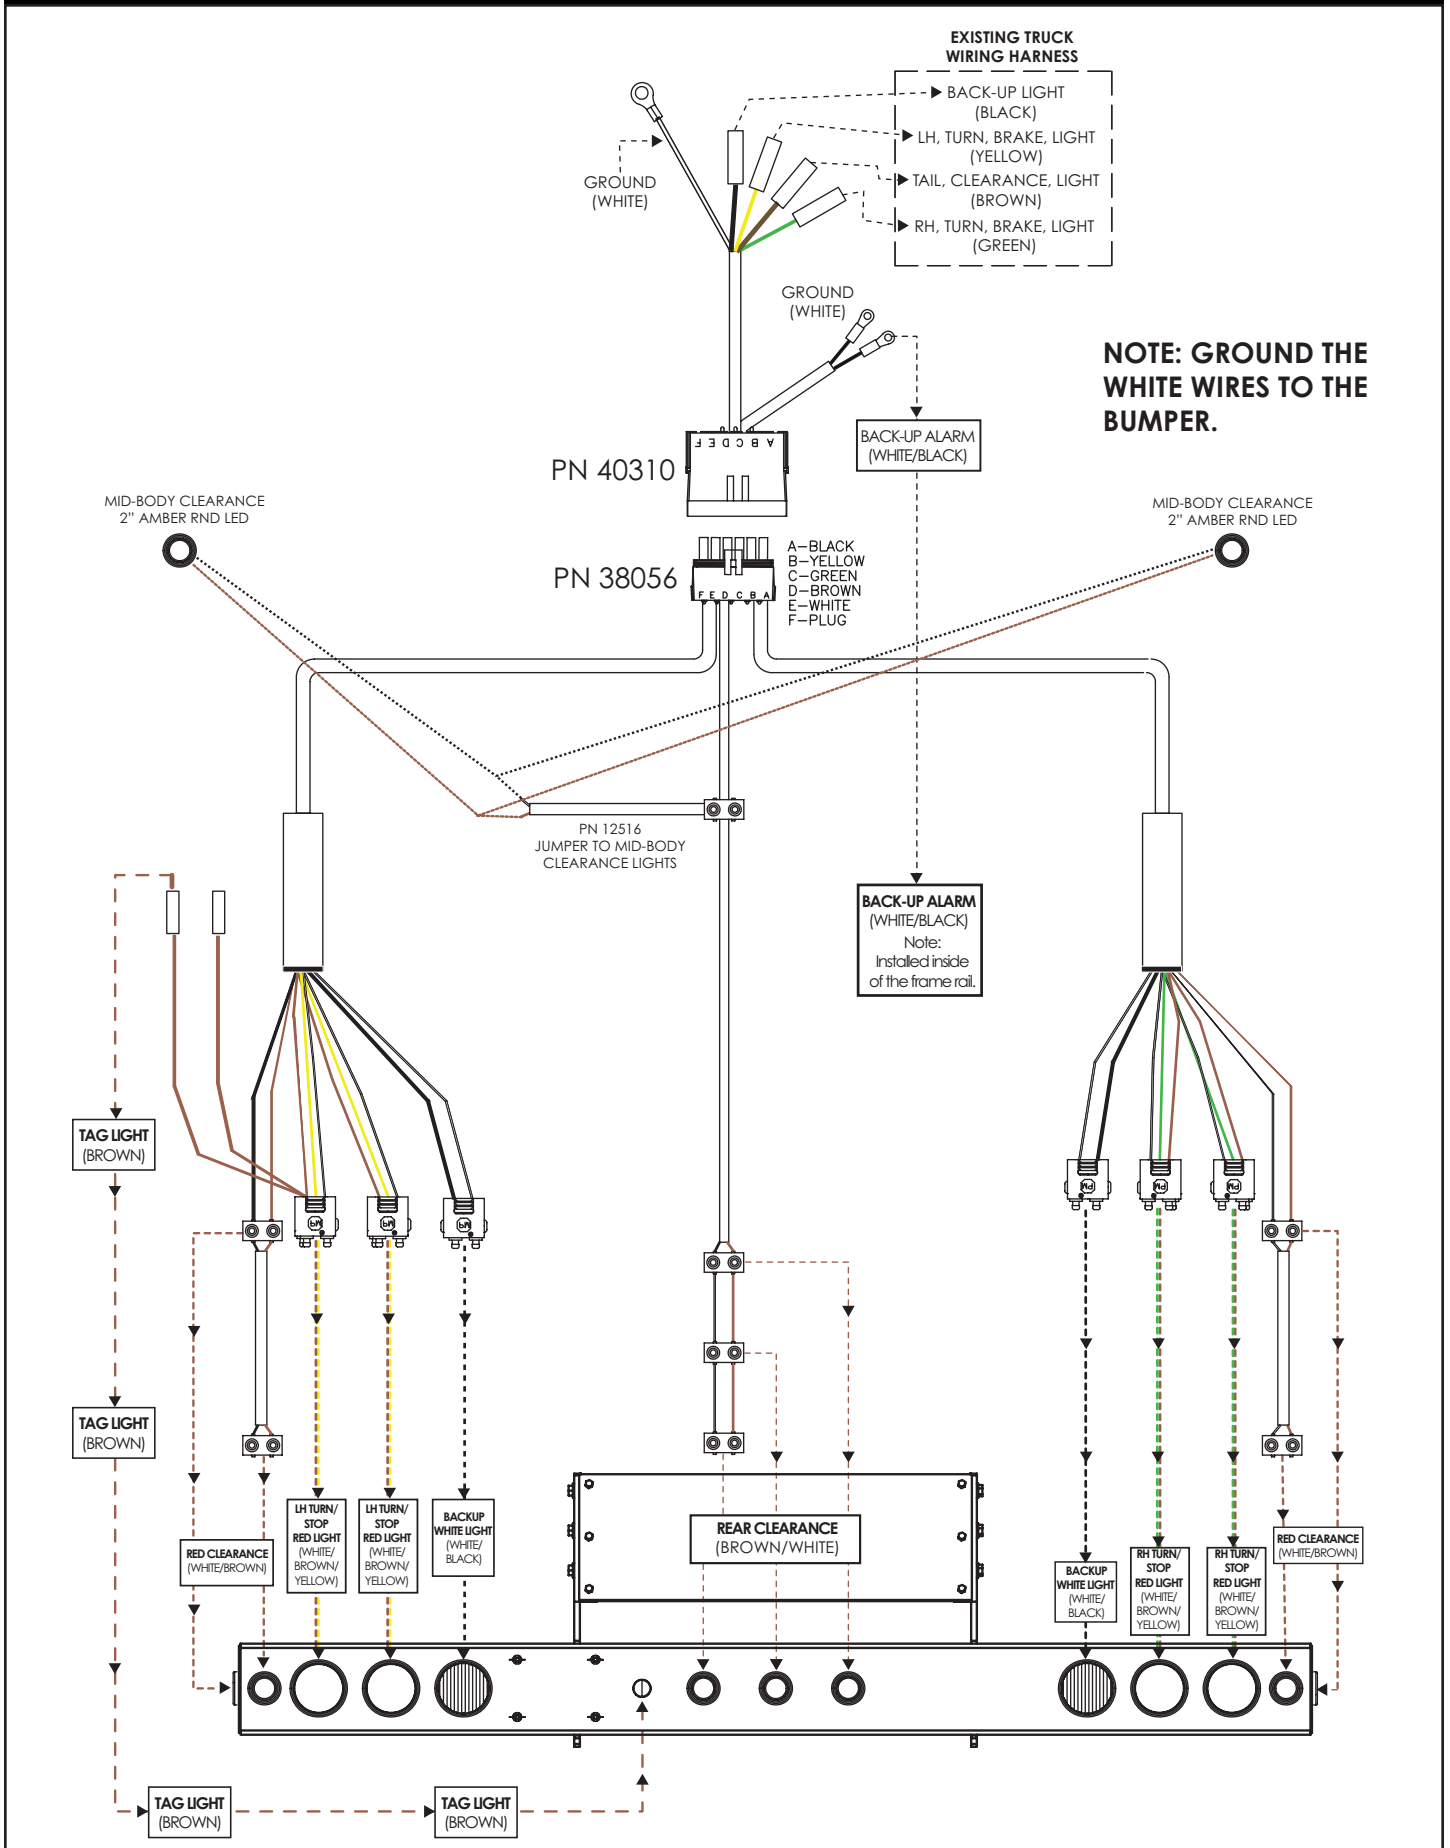 EXISTING TRUCK
WIRING HARNESS
BACK-UP LIGHT
(BLACK)
LH, TURN, BRAKE, LIGHT
(YELLOW)
TAIL, CLEARANCE, LIGHT
(BROWN)
RH, TURN, BRAKE, LIGHT
(GREEN)
GROUND
(WHITE)
GROUND
(WHITE)
NOTE: GROUND THE
WHITE WIRES TO THE
BUMPER.
BACK-UP ALARM
(WHITE/BLACK)
F E D C B A
PN 40310
MID-BODY CLEARANCE
2” AMBER RND LED
MID-BODY CLEARANCE
2” AMBER RND LED
PN 38056
F E D C B A
A-BLACK
B-YELLOW
C-GREEN
D-BROWN
E-WHITE
F-PLUG
PN 12516
JUMPER TO MID-BODY
CLEARANCE LIGHTS
BACK-UP ALARM
(WHITE/BLACK)
Note:
Installed inside
of the frame rail.
TAG LIGHT
(BROWN)
PM
PM
PM
PM
PM
PM
TAG LIGHT
(BROWN)
RED CLEARANCE
(WHITE/BROWN)
LH TURN/
STOP
RED LIGHT
(WHITE/
BROWN/
YELLOW)
LH TURN/
STOP
RED LIGHT
(WHITE/
BROWN/
YELLOW)
BACKUP
WHITE LIGHT
(WHITE/
BLACK)
REAR CLEARANCE
(BROWN/WHITE)
BACKUP
WHITE LIGHT
(WHITE/
BLACK)
RH TURN/
STOP
RED LIGHT
(WHITE/
BROWN/
YELLOW)
RH TURN/
STOP
RED LIGHT
(WHITE/
BROWN/
YELLOW)
RED CLEARANCE
(WHITE/BROWN)
TAG LIGHT
(BROWN)
TAG LIGHT
(BROWN)